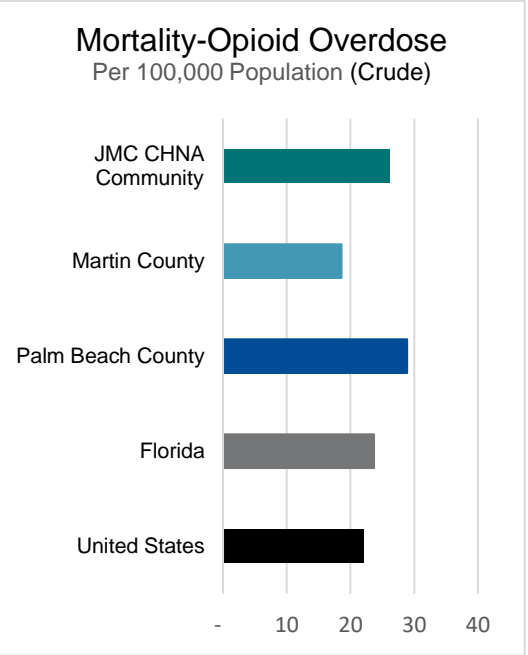 Mortality-Opioid Overdose
Per 100,000 Population (Crude)
JMC CHNA
Community
Martin County
Palm Beach County
Florida
United States
- 10 20 30 40